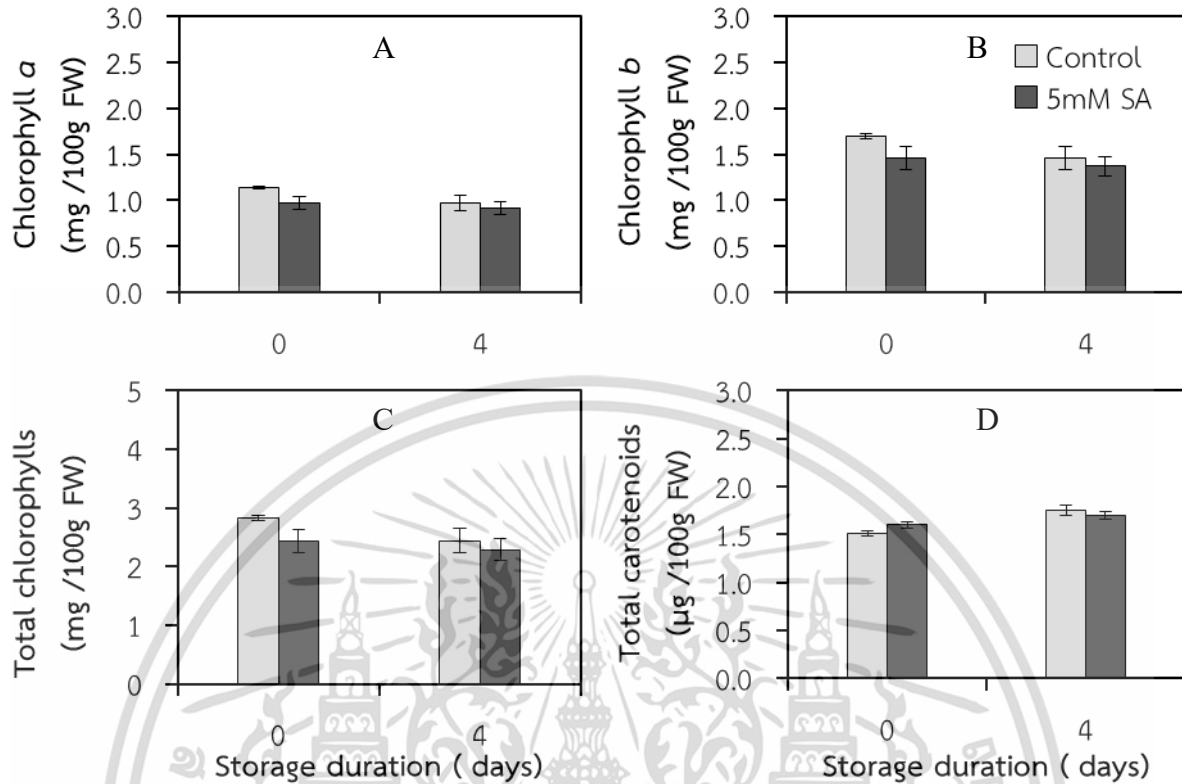 3.0
2.5
2.0
1.5
1.0
0.5
0.0
Chlorophyll a
(mg /100g FW)
A
0
4
3.0
2.5
2.0
1.5
1.0
0.5
0.0
Chlorophyll b
(mg /100g FW)
B
Control
5mM SA
0
4
5
4
3
2
1
0
Total chlorophylls
(mg /100g FW)
C
0
4
Storage duration ( days)
3.0
2.5
2.0
1.5
1.0
0.5
0.0
Total carotenoids
(µg /100g FW)
D
0
4
Storage duration ( days)